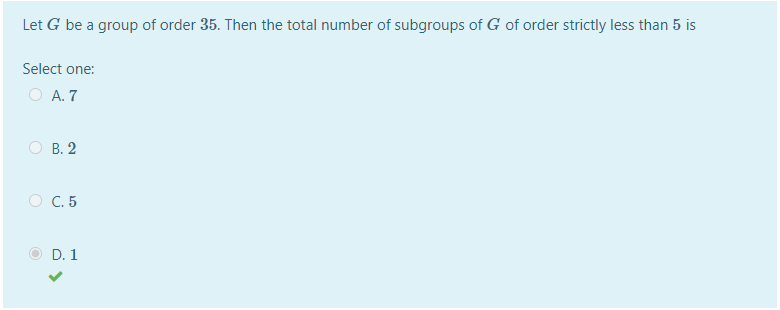 Let G be a group of order 35. Then the total number of subgroups of G of order strictly less than 5 is
Select one:
A. 7
B. 2
C. 5
D. 1